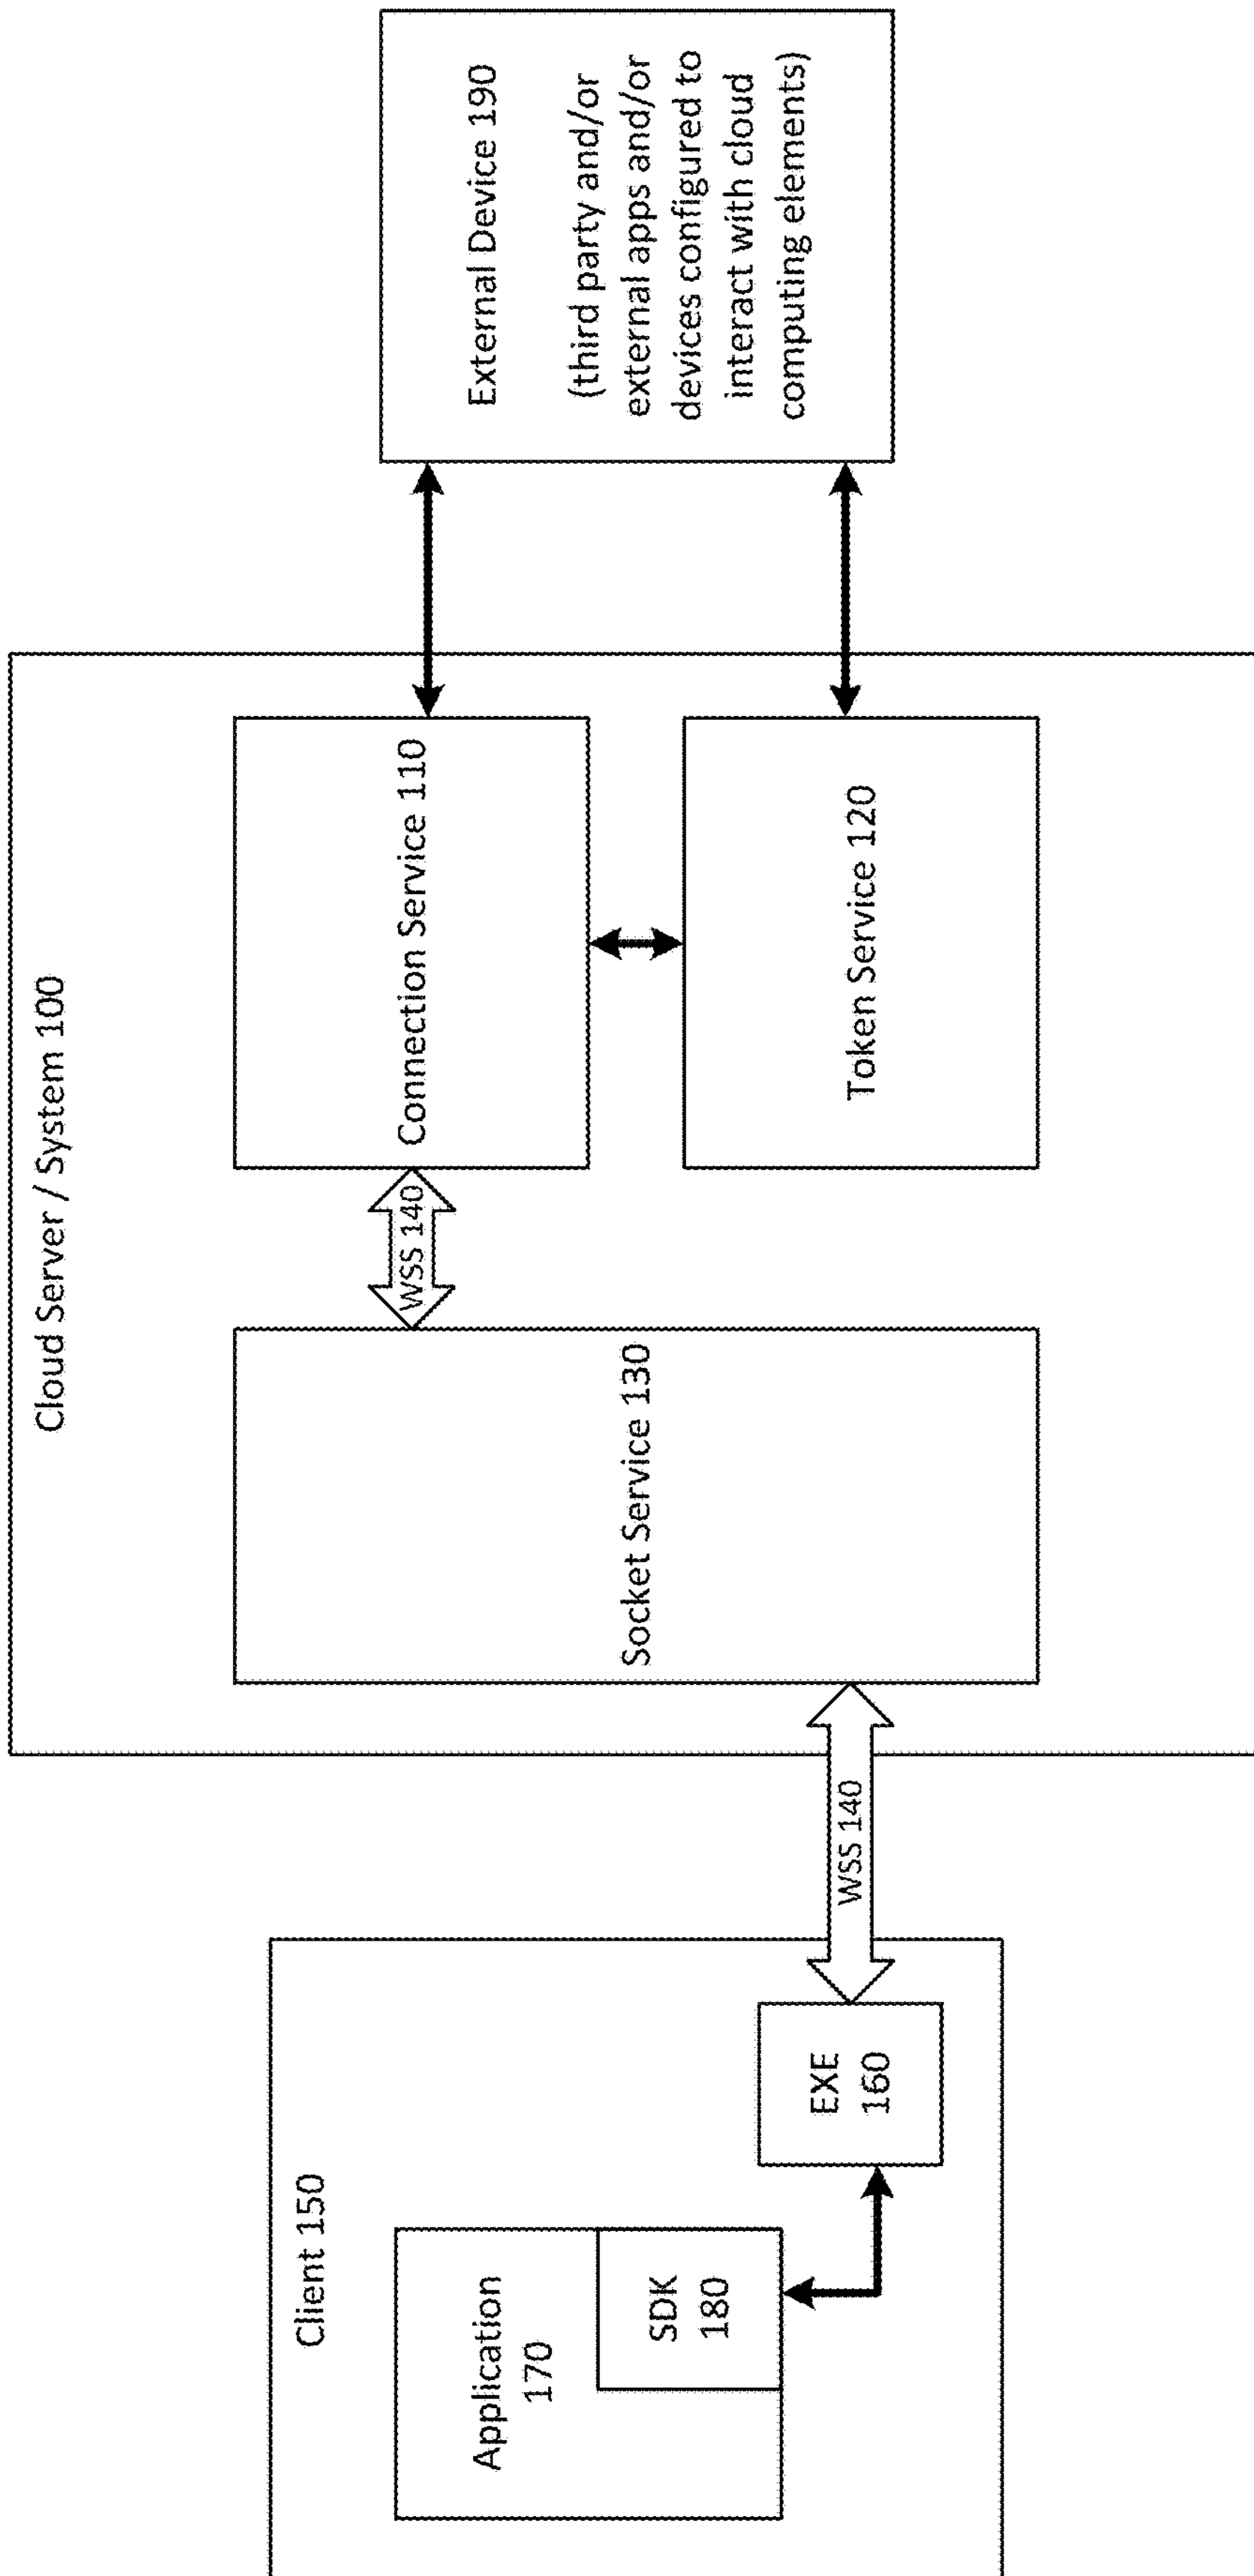 Cloud Server / System 100
Client 150
Application
170
SDK
180
EXE
160
WSS 140
Socket Service 130
WSS 140
Connection Service 110
Token Service 120
External Device 190
(third party and/or
external apps and/or
devices configured to
interact with cloud
computing elements)